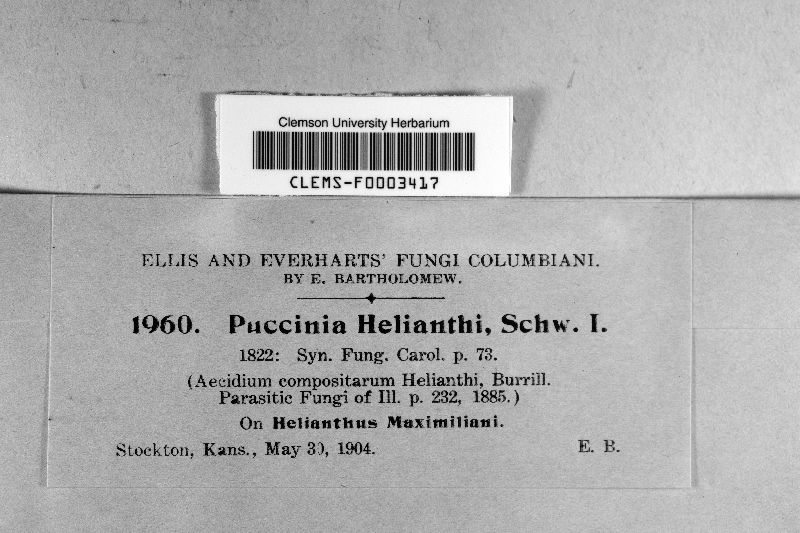 Clemson University Herbarium
CLEMS-F0003417
ELLIS AND EVERHARTS' FUNGI COLUMBIANI.
BY E. BARTHOLOMEW.
1960. Puccinia Helianthi, Schw. I.
1822: Syn. Fung. Carol. p. 73.
(Aecidium compositarum Helianthi, Burrill.
Parasitic Fungi of Ill. p. 232, 1885.)
On Helianthus Maximiliani.
Stockton, Kans., May 30, 1904. E. B.